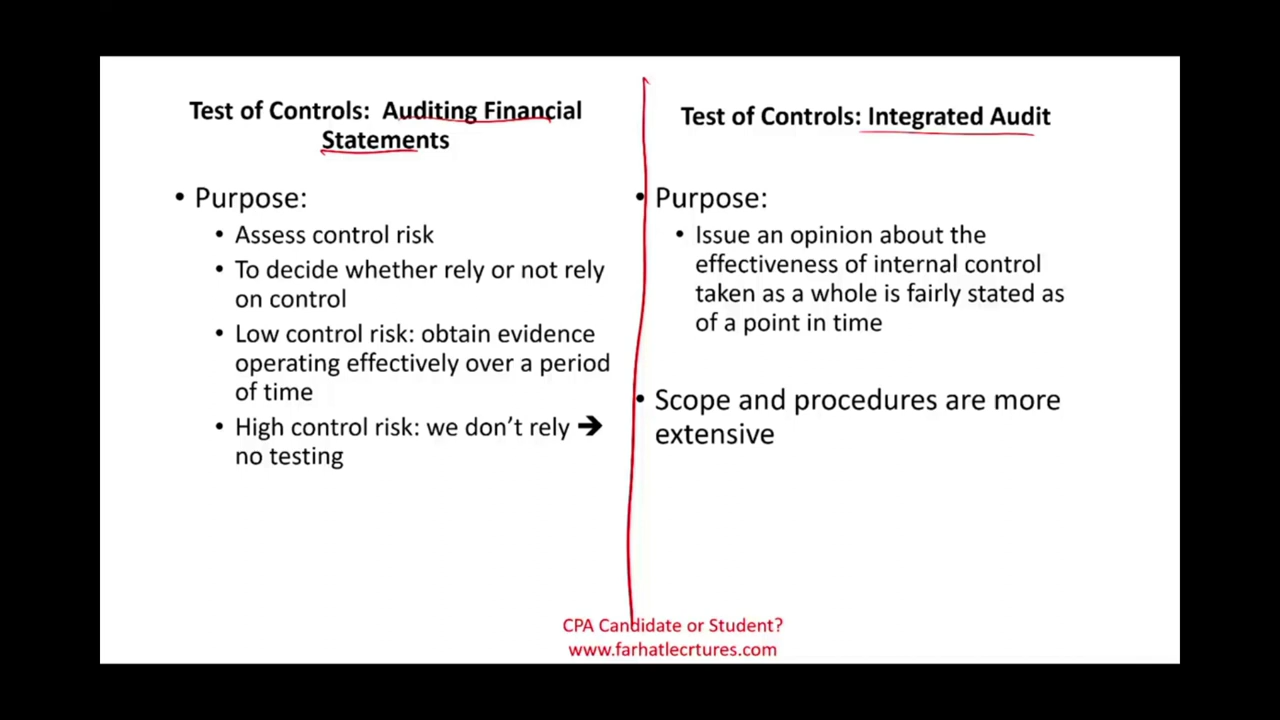 Test of Controls: Auditing Financial
Statements
• Purpose:
• Assess control risk
• To decide whether rely or not rely
on control
• Low control risk: obtain evidence
operating effectively over a period
of time
• High control risk: we don’t rely 🡺
no testing
Test of Controls: Integrated Audit
• Purpose:
• Issue an opinion about the
effectiveness of internal control
taken as a whole is fairly stated as
of a point in time
• Scope and procedures are more
extensive
CPA Candidate or Student?
www.farhatlecrtures.com